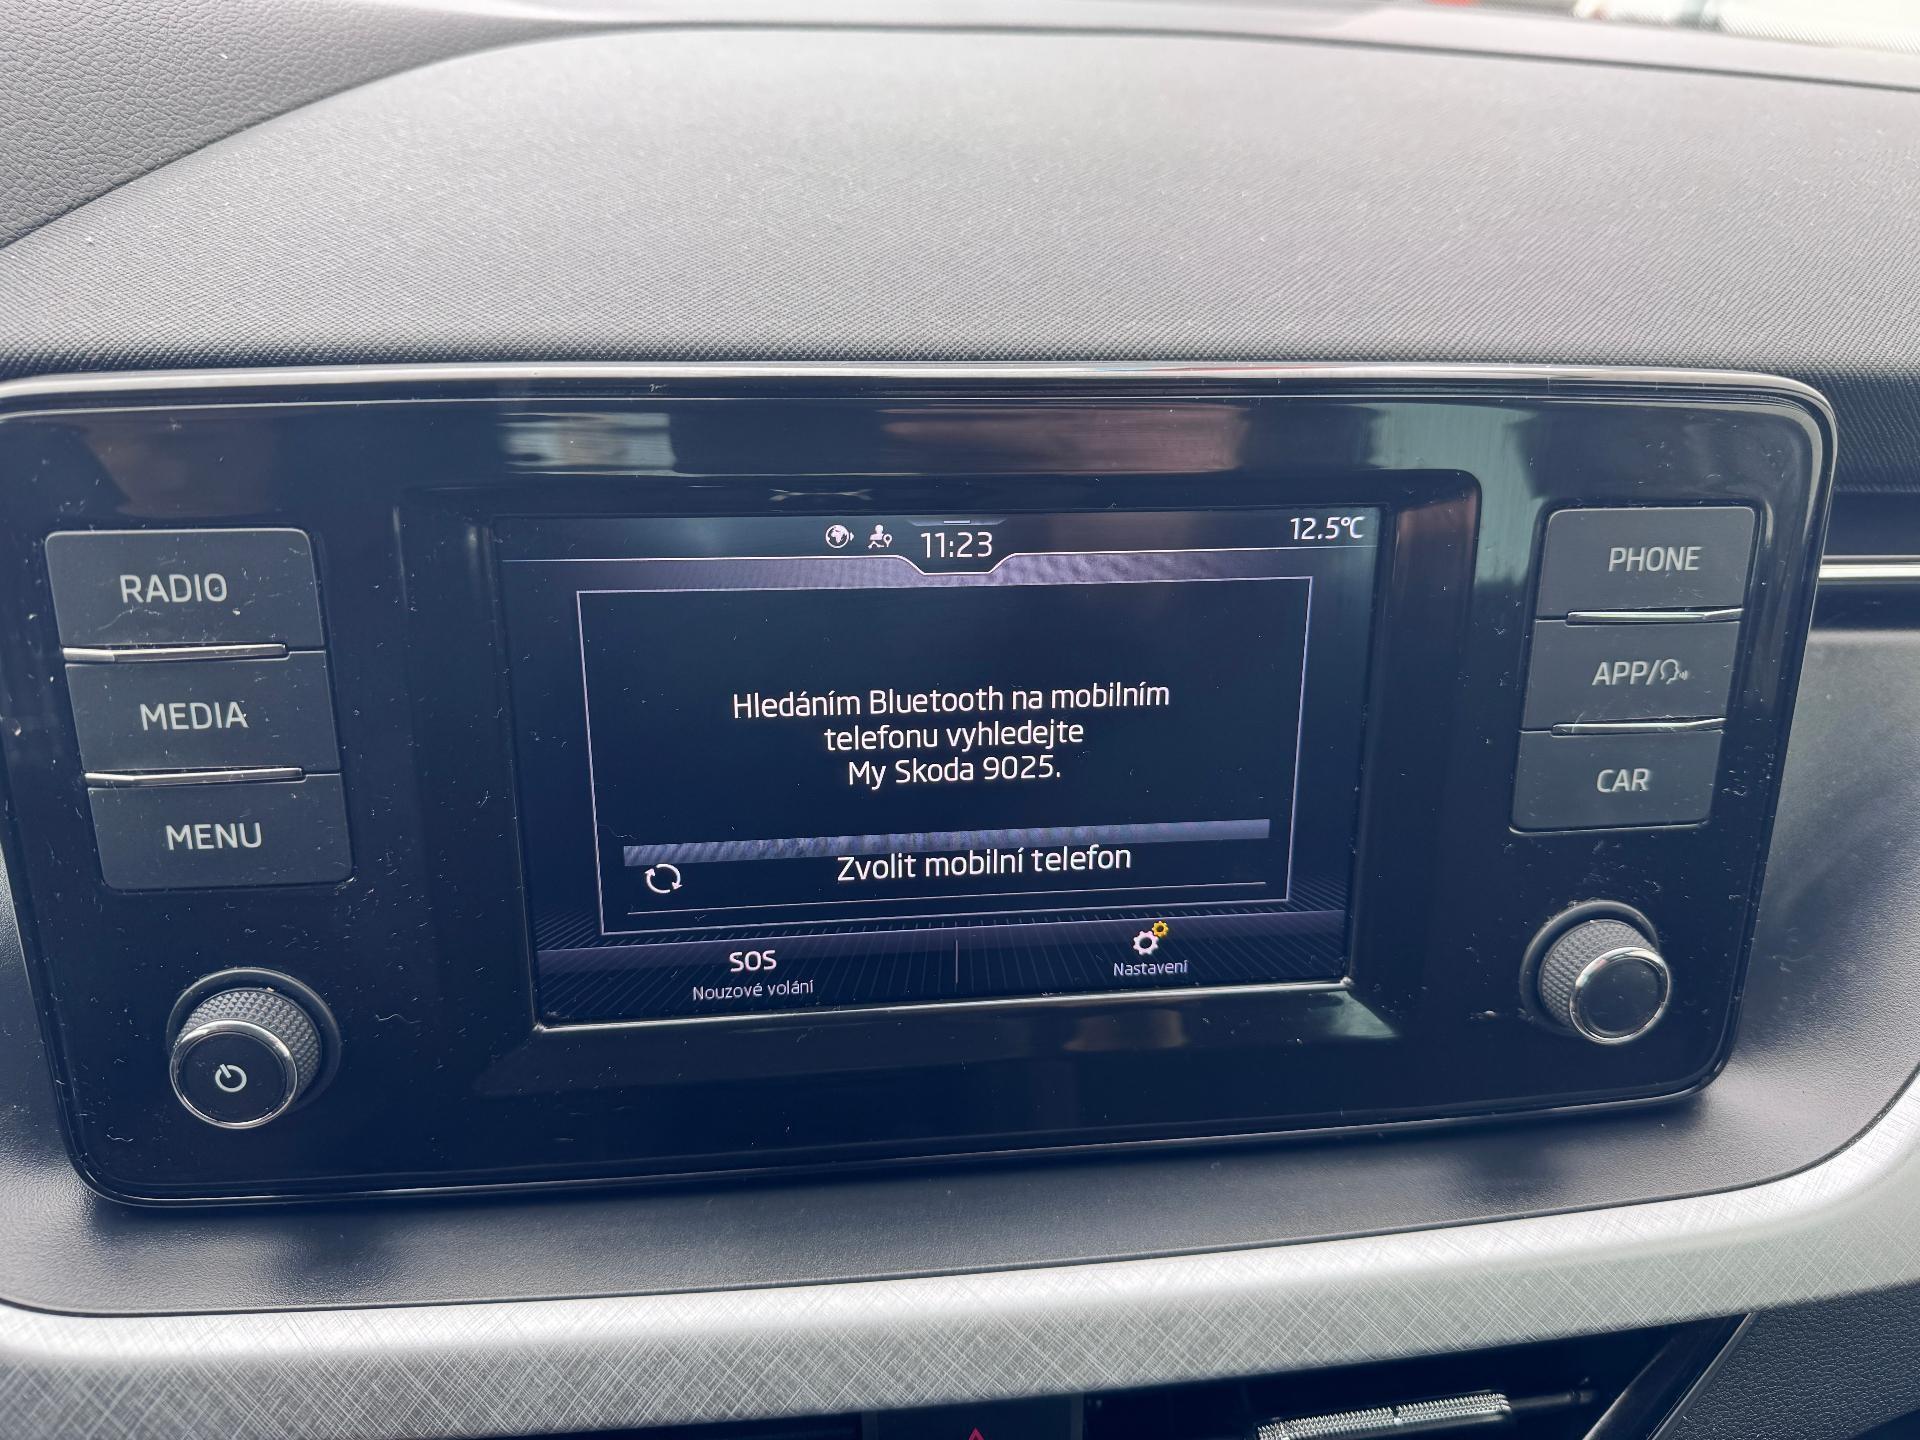 11:23
12.5°C
RADIO
MEDIA
MENU
Hledáním Bluetooth na mobilním
telefonu vyhledejte
My Skoda 9025.
Zvolit mobilní telefon
SOS
Nouzové volání
Nastavení
PHONE
APP/
CAR